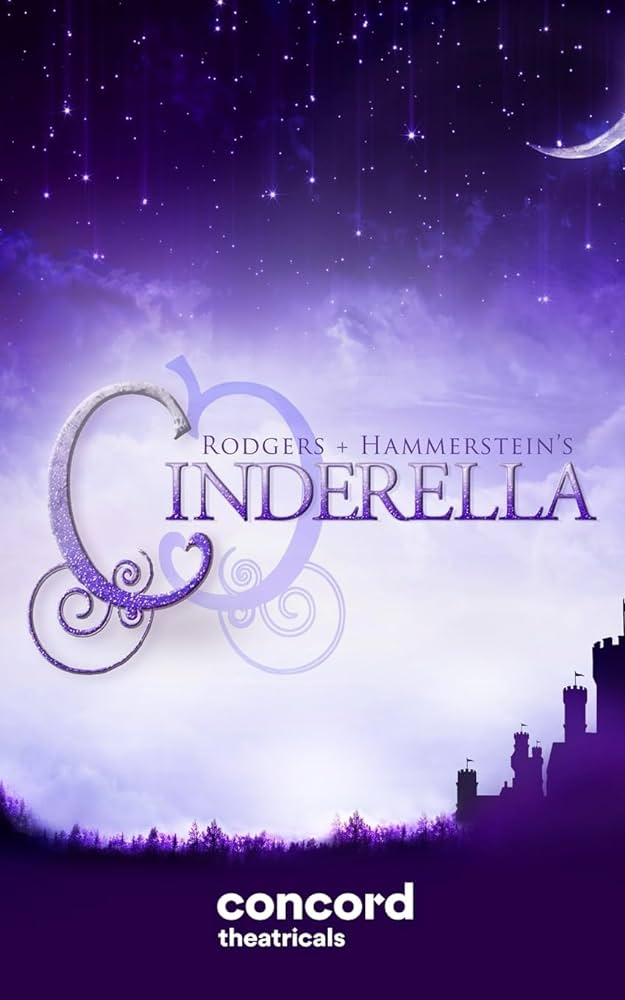 RODGERS + HAMMERSTEIN'S
CINDERELLA
concord
theatricals